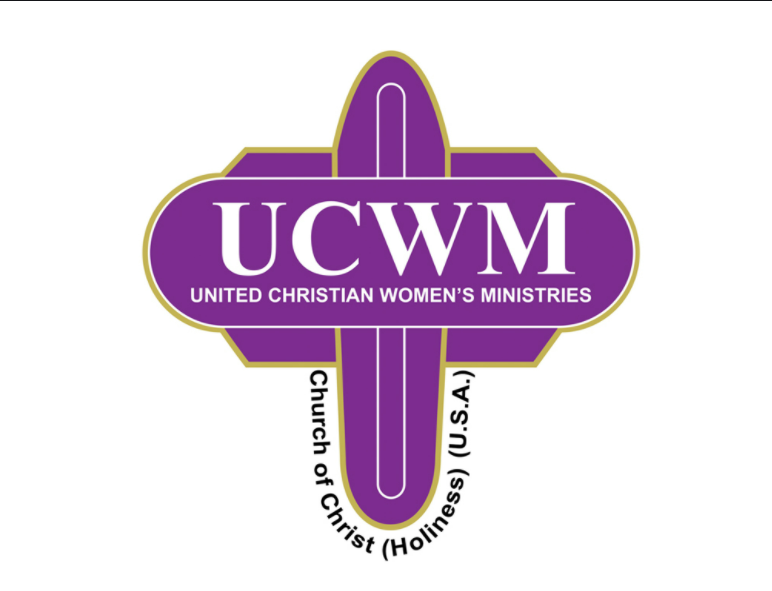 UCWM
UNITED CHRISTIAN WOMEN'S MINISTRIES
Church of Christ (Holiness) (U.S.A.)